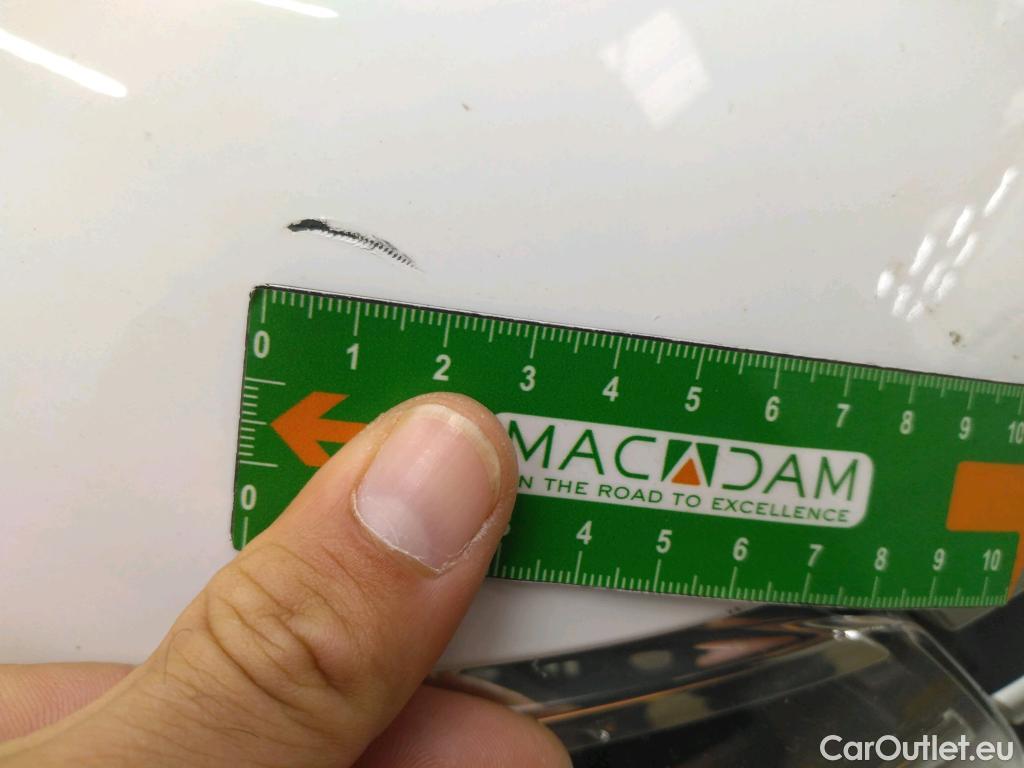 0 1 2 3 4 5 6 7 8 9 10
MACADAM
N THE ROAD TO EXCELLENCE
0 4 5 6 7 8 9 10
CarOutlet.eu